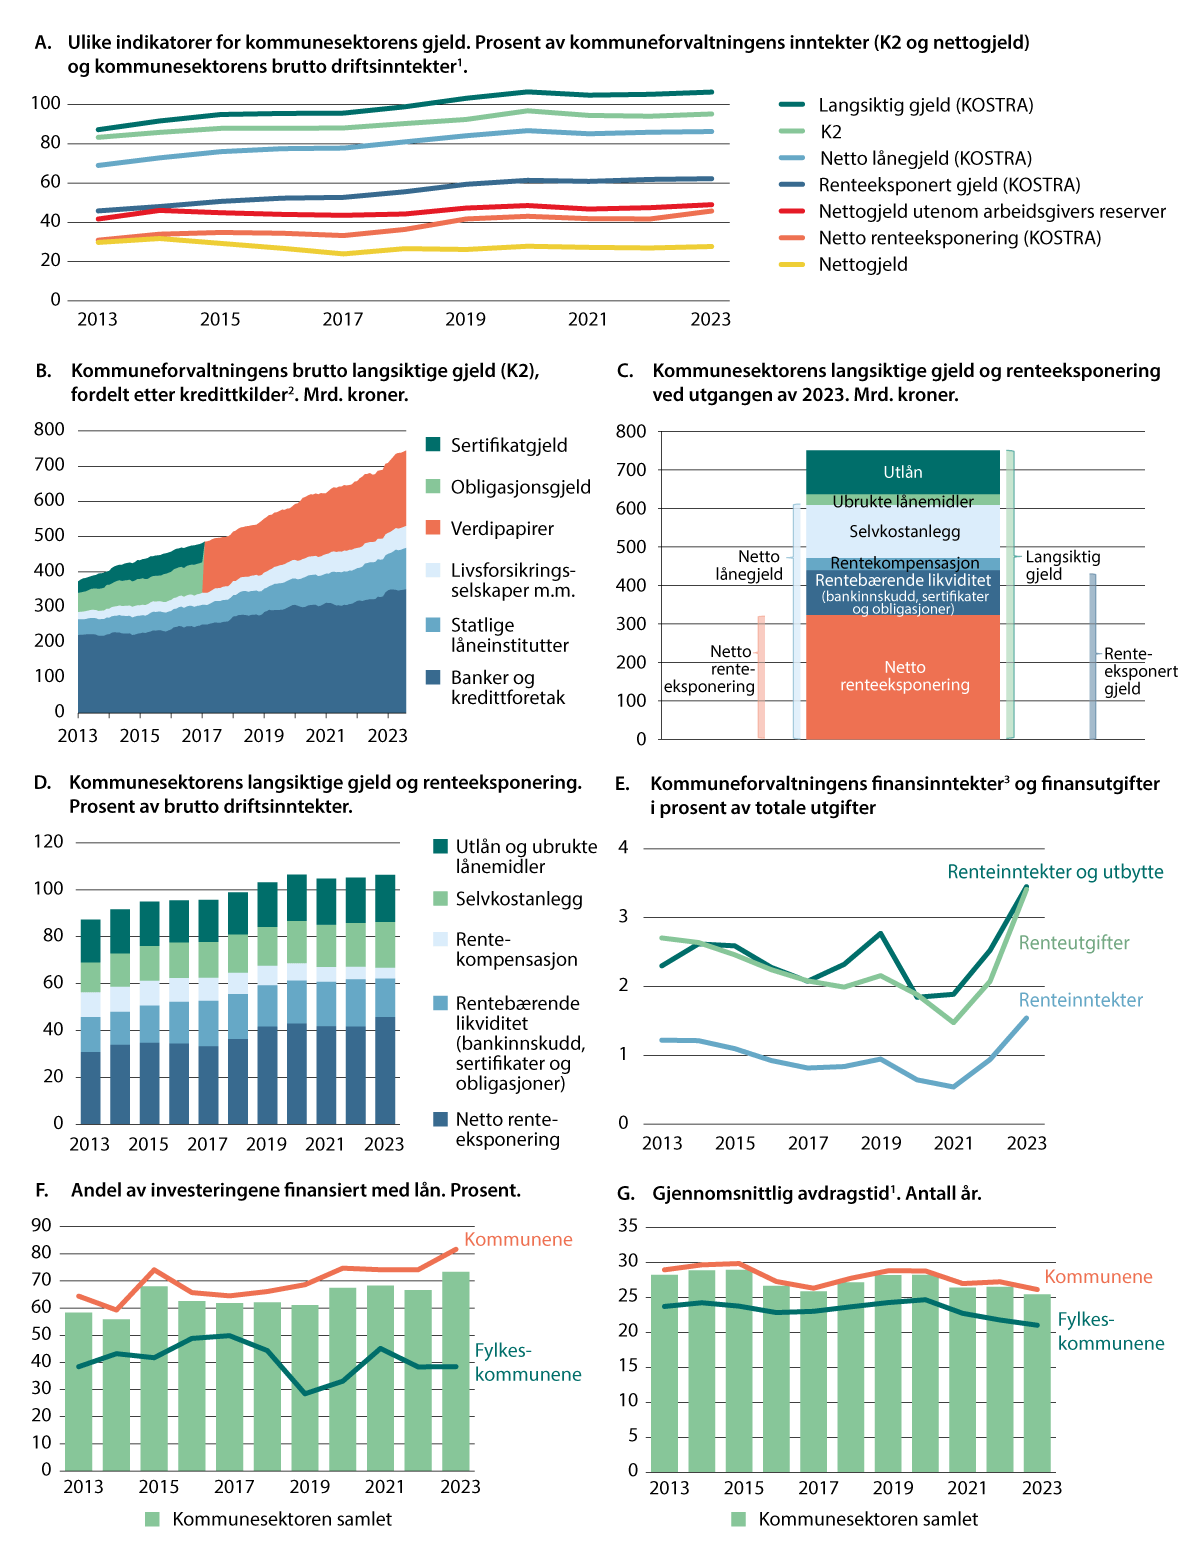 A. Ulike indikatorer for kommunesektorens gjeld. Prosent av kommuneforvaltningens inntekter (K2 og nettogjeld)
og kommunesektorens brutto driftsinntekter¹.
100
80
60
40
20
0
2013 2015 2017 2019 2021 2023
Langsiktig gjeld (KOSTRA)
K2
Netto lånegjeld (KOSTRA)
Renteeksponert gjeld (KOSTRA)
Nettogjeld utenom arbeidsgivers reserver
Netto renteeksponering (KOSTRA)
Nettogjeld
B. Kommuneforvaltningens brutto langsiktige gjeld (K2),
fordelt etter kredittkilder². Mrd. kroner.
800
700
600
500
400
300
200
100
0
2013 2015 2017 2019 2021 2023
Sertifikatgjeld
Obligasjonsgjeld
Verdipapirer
Livsforsikrings-
selskaper m.m.
Statlige
låneinstitutter
Banker og
kredittforetak
C. Kommunesektorens langsiktige gjeld og renteeksponering
ved utgangen av 2023. Mrd. kroner.
800
700
600
500
400
300
200
100
0
Utlån
Ubrukte lånemidler
Selvkostanlegg
Rentekompensasjon
Rentebærende likviditet
(bankinnskudd, sertifikater
og obligasjoner)
Netto
renteeksponering
Netto
lånegjeld
Netto
rente-
eksponering
Langsiktig
gjeld
Rente-
eksponert
gjeld
D. Kommunesektorens langsiktige gjeld og renteeksponering.
Prosent av brutto driftsinntekter.
120
100
80
60
40
20
0
2013 2015 2017 2019 2021 2023
Utlån og ubrukte
lånemidler
Selvkostanlegg
Rente-
kompensasjon
Rentebærende
likviditet
(bankinnskudd,
sertifikater og
obligasjoner)
Netto rente-
eksponering
E. Kommuneforvaltningens finansinntekter³ og finansutgifter
i prosent av totale utgifter
4
3
2
1
0
2013 2015 2017 2019 2021 2023
Renteinntekter og utbytte
Renteutgifter
Renteinntekter
F. Andel av investeringene finansiert med lån. Prosent.
90
80
70
60
50
40
30
20
10
0
2013 2015 2017 2019 2021 2023
Kommunene
Fylkes-
kommunene
Kommunesektoren samlet
G. Gjennomsnittlig avdragstid¹. Antall år.
35
30
25
20
15
10
5
0
2013 2015 2017 2019 2021 2023
Kommunene
Fylkes-
kommunene
Kommunesektoren samlet